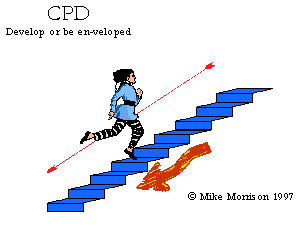 CPD
Develop or be en-veloped
© Mike Morrison 1997